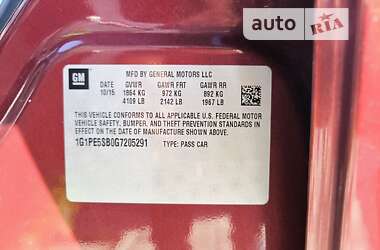 auto RIA
GM
MFD BY GENERAL MOTORS LLC
DATE GVWR GAWR FRT GAWR RR
10/15 1864 KG 972 KG 892 KG
4109 LB 2142 LB 1967 LB
THIS VEHICLE CONFORMS TO ALL APPLICABLE U.S. FEDERAL MOTOR
VEHICLE SAFETY, BUMPER, AND THEFT PREVENTION STANDARDS
IN EFFECT ON THE DATE OF MANUFACTURE SHOWN ABOVE.
1G1PE5SB0G7205291 TYPE: PASS CAR